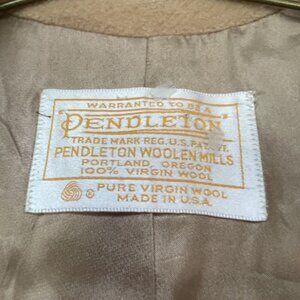 WARRANTED TO BE A
"PENDLETON"
TRADE MARK-REG. U.S. PAT. OFF.
PENDLETON WOOLEN MILLS
PORTLAND, OREGON
100% VIRGIN WOOL
® PURE VIRGIN WOOL
MADE IN U.S.A.